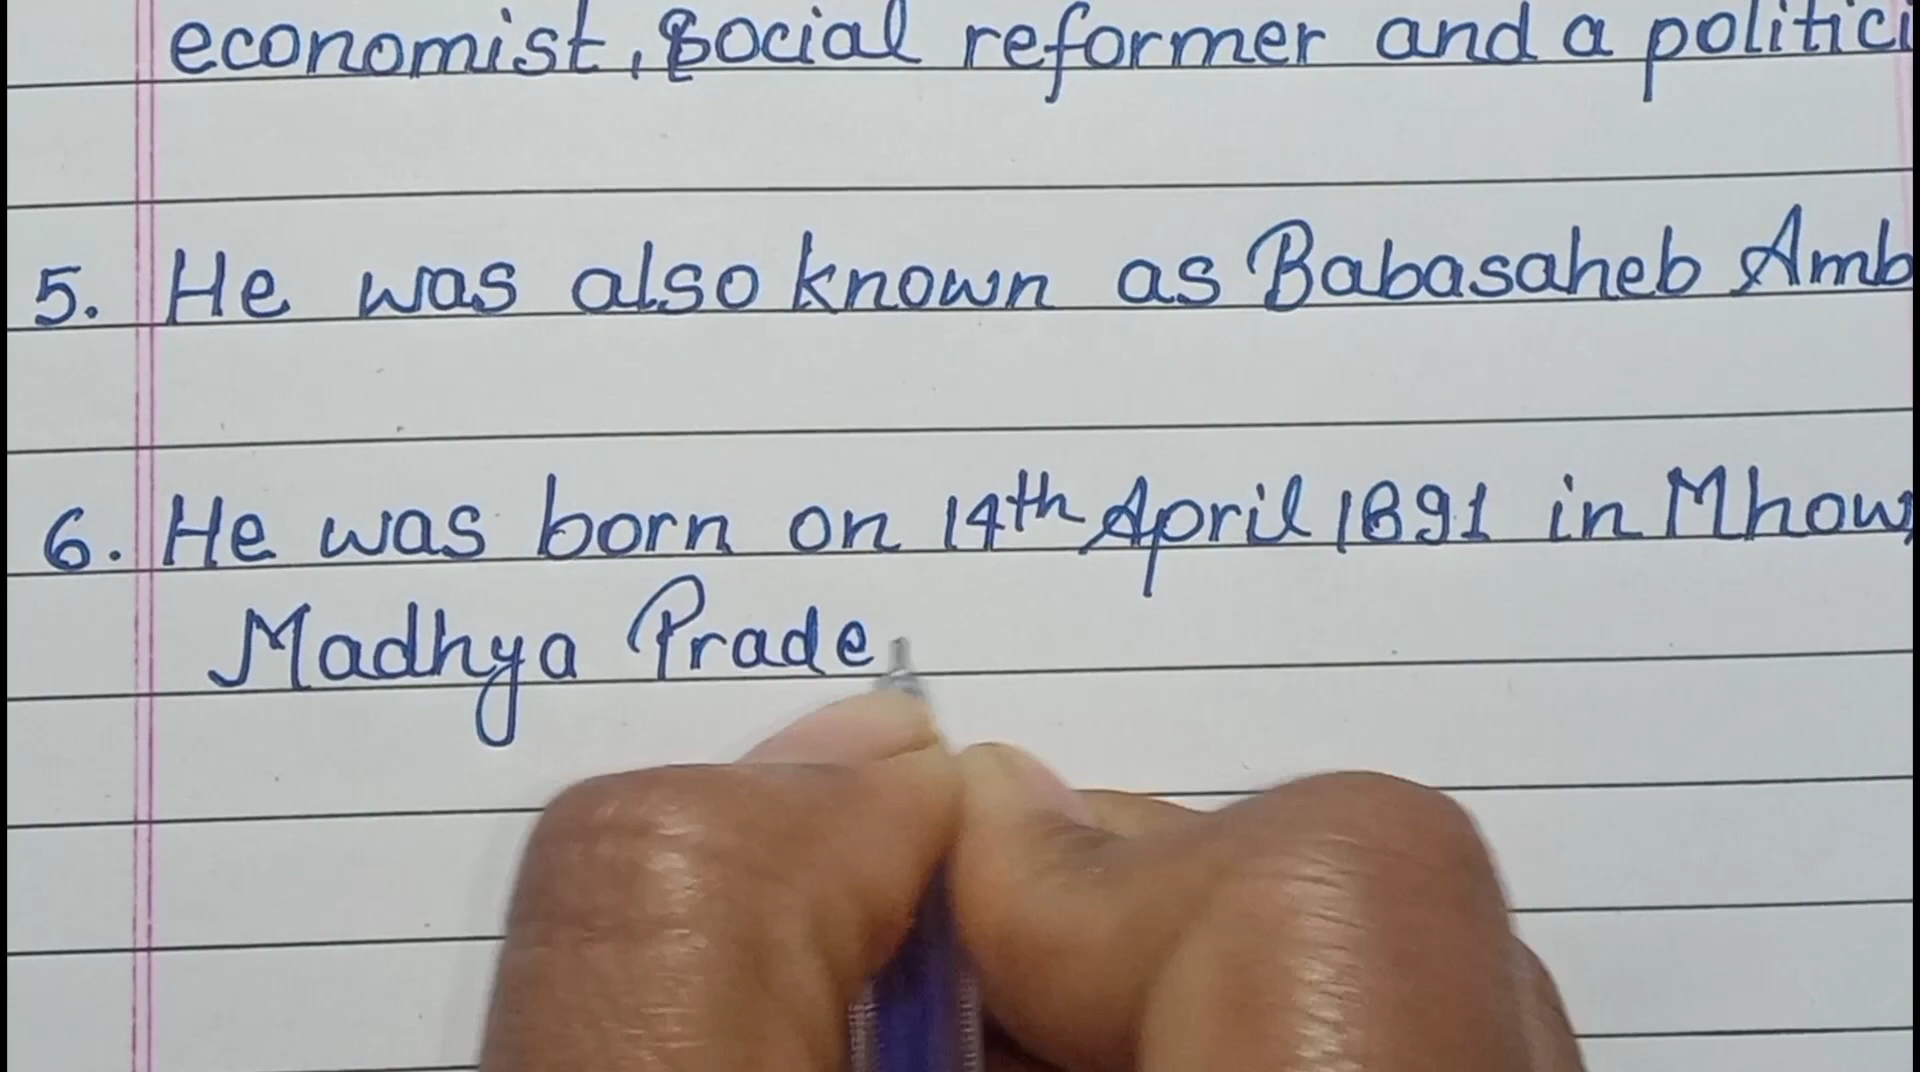 economist, social reformer and a politici
5. He was also known as Babasaheb Amb
6. He was born on 14th April 1891 in Mhow,
Madhya Prade